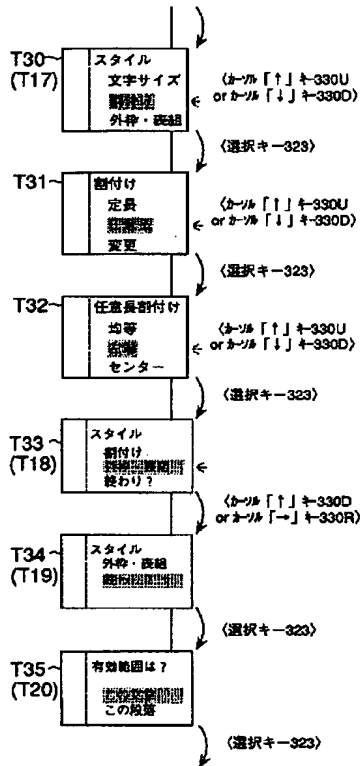 T30
(T17)
スタイル
文字サイズ
外枠・表組
〈カーソル「↑」キー330U
or カーソル「↓」キー330D〉
〈選択キー323〉
T31
割付け
定長
変更
〈カーソル「↑」キー330U
or カーソル「↓」キー330D〉
〈選択キー323〉
T32
任意長割付け
均等
センター
〈カーソル「↑」キー330U
or カーソル「↓」キー330D〉
〈選択キー323〉
T33
(T18)
スタイル
割付け
終わり？
〈カーソル「↑」キー330D
or カーソル「→」キー330R〉
T34
(T19)
スタイル
外枠・表組
〈選択キー323〉
T35
(T20)
有効範囲は？
この段落
〈選択キー323〉